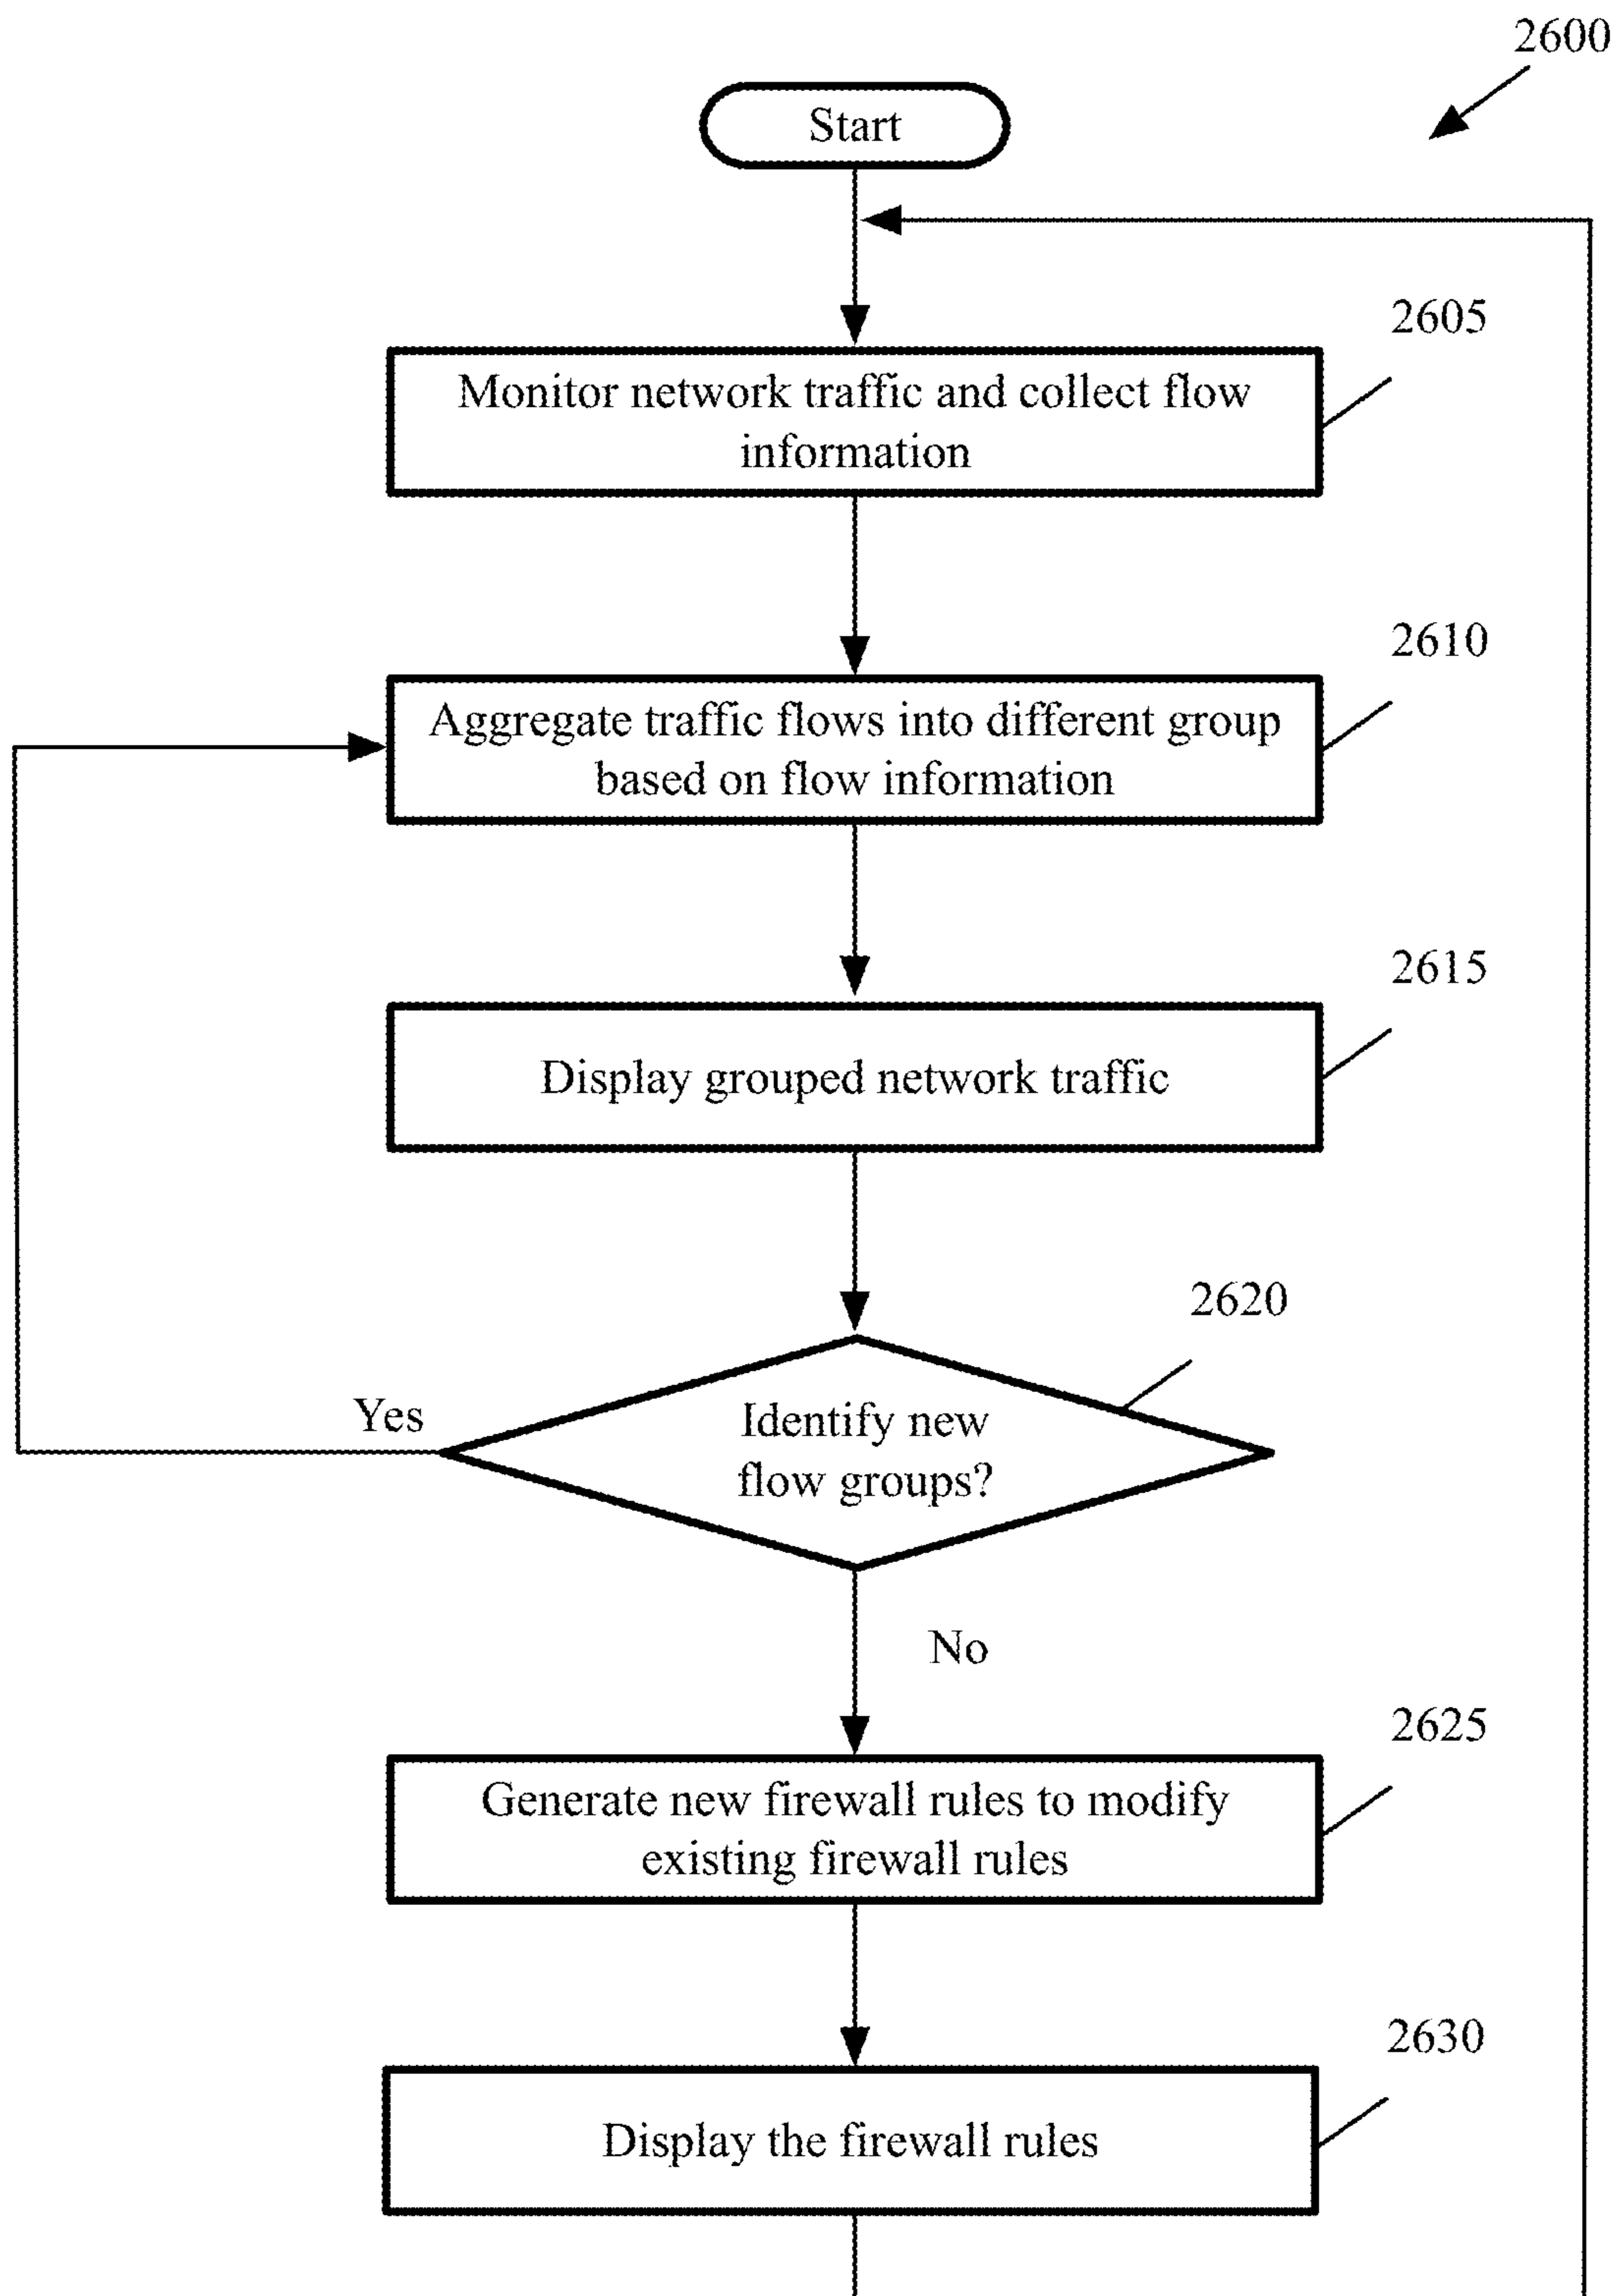 2600
Start
2605
Monitor network traffic and collect flow
information
2610
Aggregate traffic flows into different group
based on flow information
2615
Display grouped network traffic
2620
Yes
Identify new
flow groups?
No
2625
Generate new firewall rules to modify
existing firewall rules
2630
Display the firewall rules